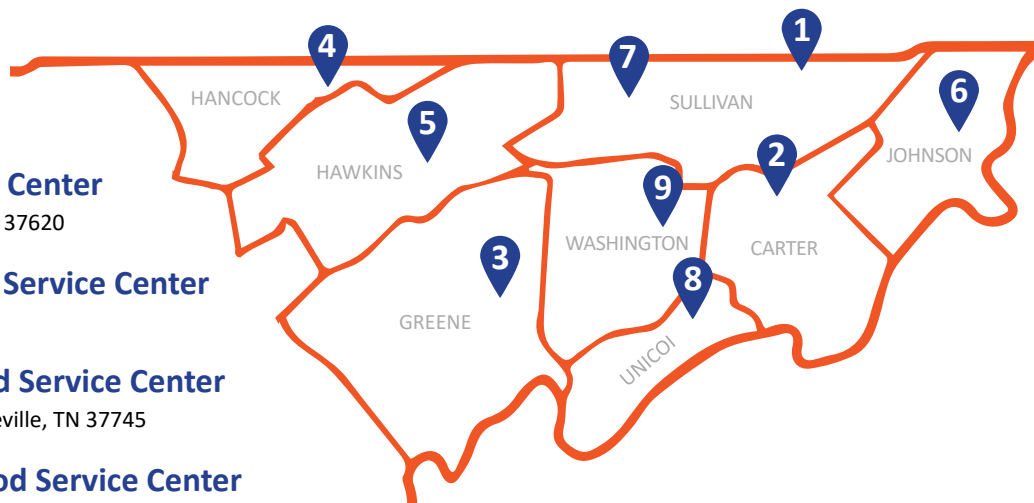 4
7
1
6
HANCOCK
SULLIVAN
5
2
JOHNSON
HAWKINS
Center
37620
9
WASHINGTON
CARTER
3
8
Service Center
GREENE
UNICOI
d Service Center
eville, TN 37745
od Service Center